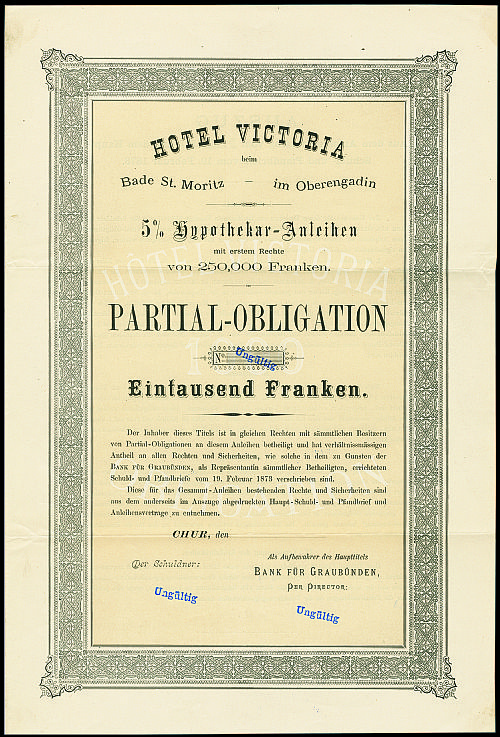 HOTEL VICTORIA
beim
Bade St. Moritz – im Oberengadin
5% Hypothekar-Anleihen
mit erstem Rechte
von 250,000 Franken.
HÔTEL VICTORIA
PARTIAL-OBLIGATION
No.
Ungültig
Eintausend Franken.
Der Inhaber dieses Titels ist in gleichen Rechten mit sämmtlichen Besitzern
von Partial-Obligationen an diesem Anleihen betheiligt und hat verhältnissmässigen
Antheil an allen Rechten und Sicherheiten, wie solche in dem zu Gunsten der
BANK FÜR GRAUBÜNDEN, als Repräsentantin sämmtlicher Betheiligten, errichteten
Schuld- und Pfandbriefe vom 19. Februar 1873 verschrieben sind.
Diese für das Gesammt-Anleihen bestehenden Rechte und Sicherheiten sind
aus dem anderseits im Auszuge abgedruckten Haupt-Schuld- und Pfandbrief und
Anleihensvertrage zu entnehmen.
CHUR, den
Der Schuldner:
Als Aufbewahrer des Haupttitels
BANK FÜR GRAUBÜNDEN,
DER DIRECTOR:
Ungültig
Ungültig